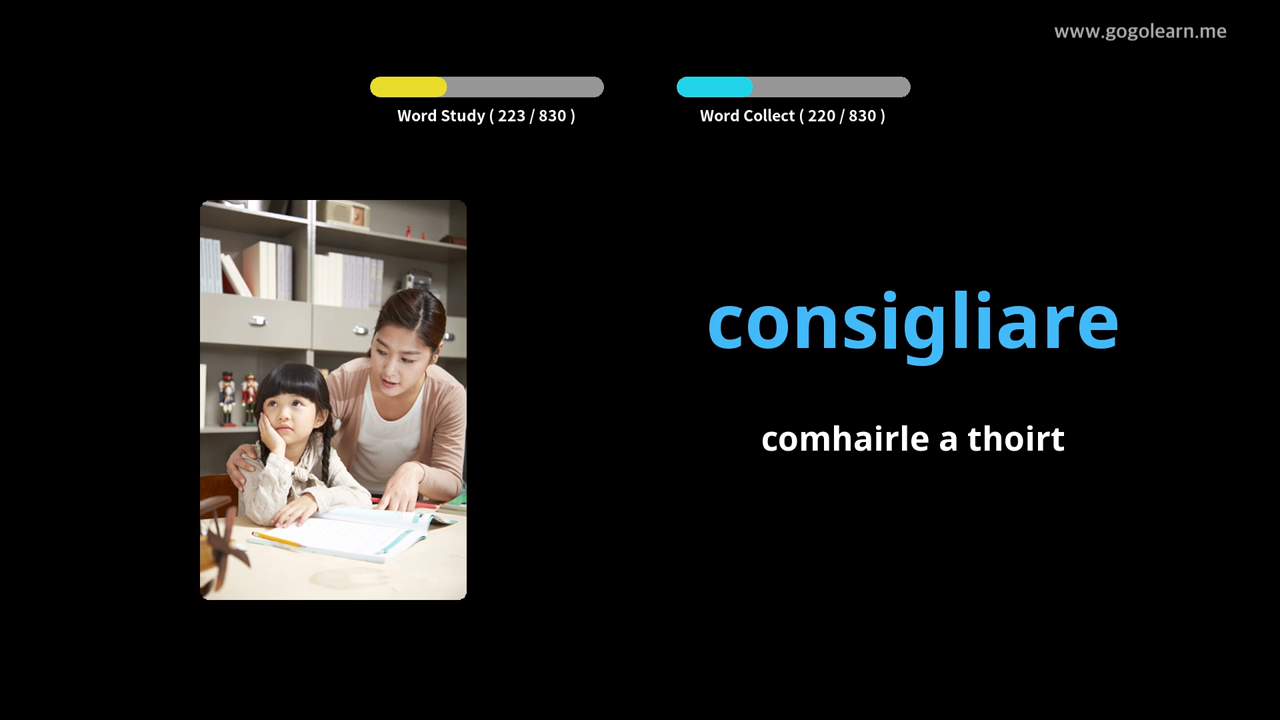 www.gogolearn.me
Word Study ( 223 / 830 )
Word Collect ( 220 / 830 )
consigliare
comhairle a thoirt